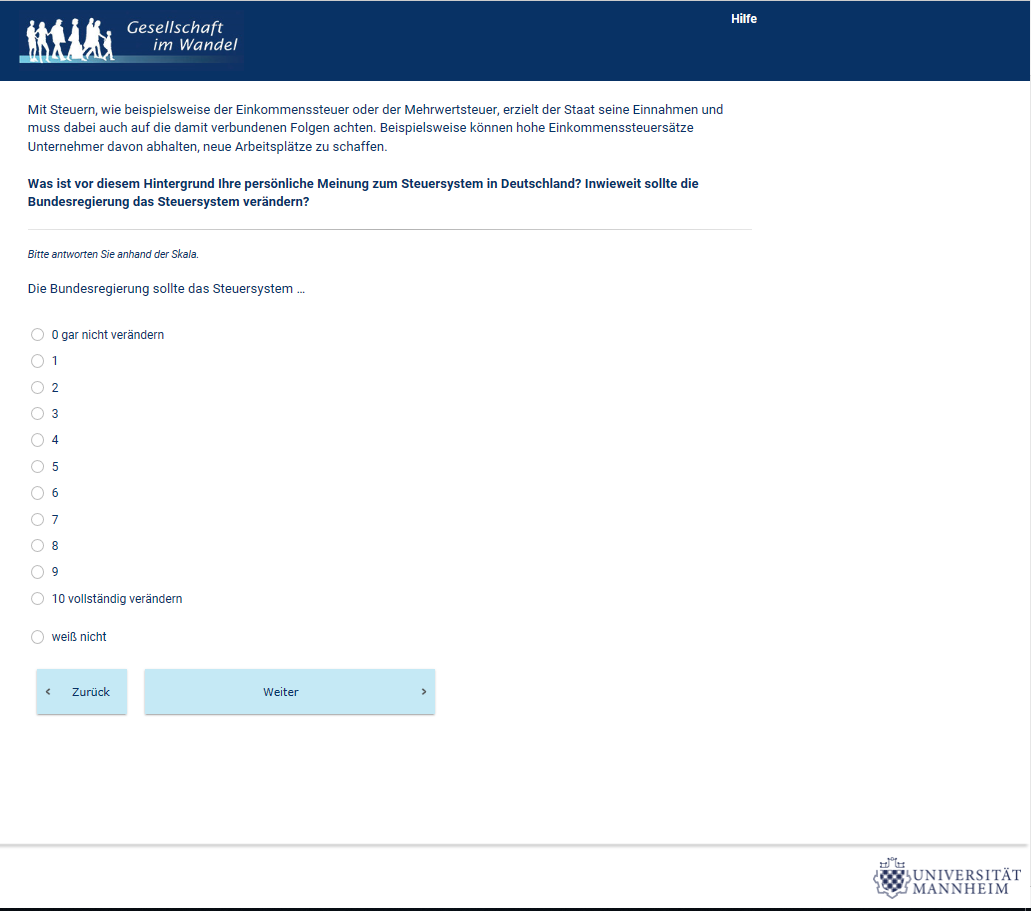 Gesellschaft
im Wandel
Hilfe
Mit Steuern, wie beispielsweise der Einkommenssteuer oder der Mehrwertsteuer, erzielt der Staat seine Einnahmen und
muss dabei auch auf die damit verbundenen Folgen achten. Beispielsweise können hohe Einkommenssteuersätze
Unternehmer davon abhalten, neue Arbeitsplätze zu schaffen.
Was ist vor diesem Hintergrund Ihre persönliche Meinung zum Steuersystem in Deutschland? Inwieweit sollte die
Bundesregierung das Steuersystem verändern?
Bitte antworten Sie anhand der Skala.
Die Bundesregierung sollte das Steuersystem ...
0 gar nicht verändern
1
2
3
4
5
6
7
8
9
10 vollständig verändern
weiß nicht
‹ Zurück
Weiter ›
UNIVERSITÄT
MANNHEIM